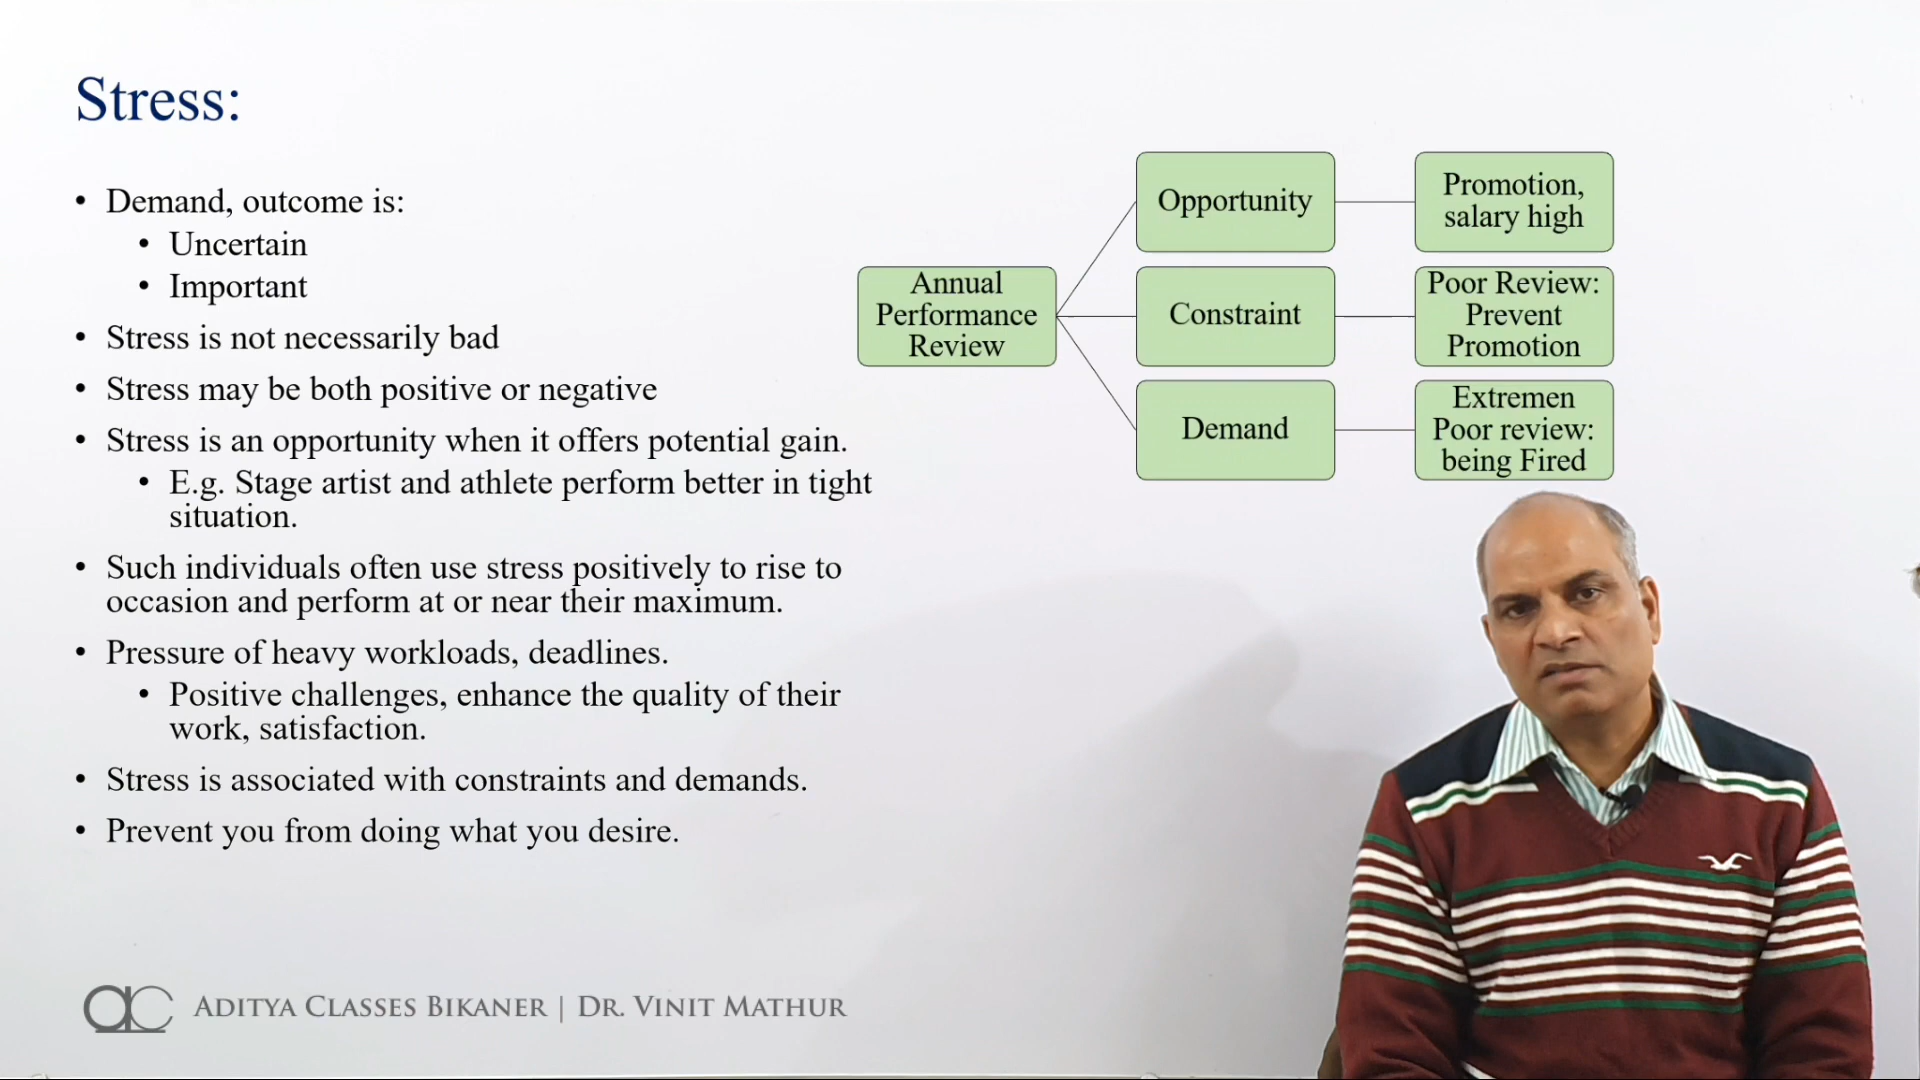 Stress:
• Demand, outcome is:
• Uncertain
• Important
• Stress is not necessarily bad
• Stress may be both positive or negative
• Stress is an opportunity when it offers potential gain.
• E.g. Stage artist and athlete perform better in tight
situation.
• Such individuals often use stress positively to rise to
occasion and perform at or near their maximum.
• Pressure of heavy workloads, deadlines.
• Positive challenges, enhance the quality of their
work, satisfaction.
• Stress is associated with constraints and demands.
• Prevent you from doing what you desire.
Annual
Performance
Review
Opportunity
Promotion,
salary high
Constraint
Poor Review:
Prevent
Promotion
Demand
Extremen
Poor review:
being Fired
ac ADITYA CLASSES BIKANER | DR. VINIT MATHUR